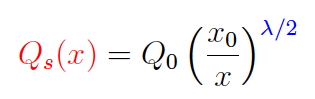 $Q_s(x) = Q_0 \left( \frac{x_0}{x} \right)^{\lambda/2}$